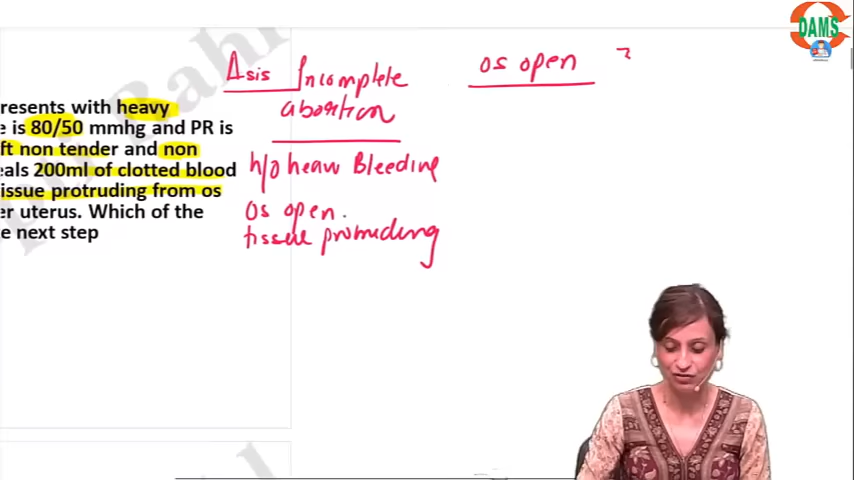 DAMS
Δsis Incomplete
abortion
os open
resents with heavy
e is 80/50 mmhg and PR is
ft non tender and non
eals 200ml of clotted blood
issue protruding from os
er uterus. Which of the
e next step
h/o heavy Bleeding
os open.
tissue protruding